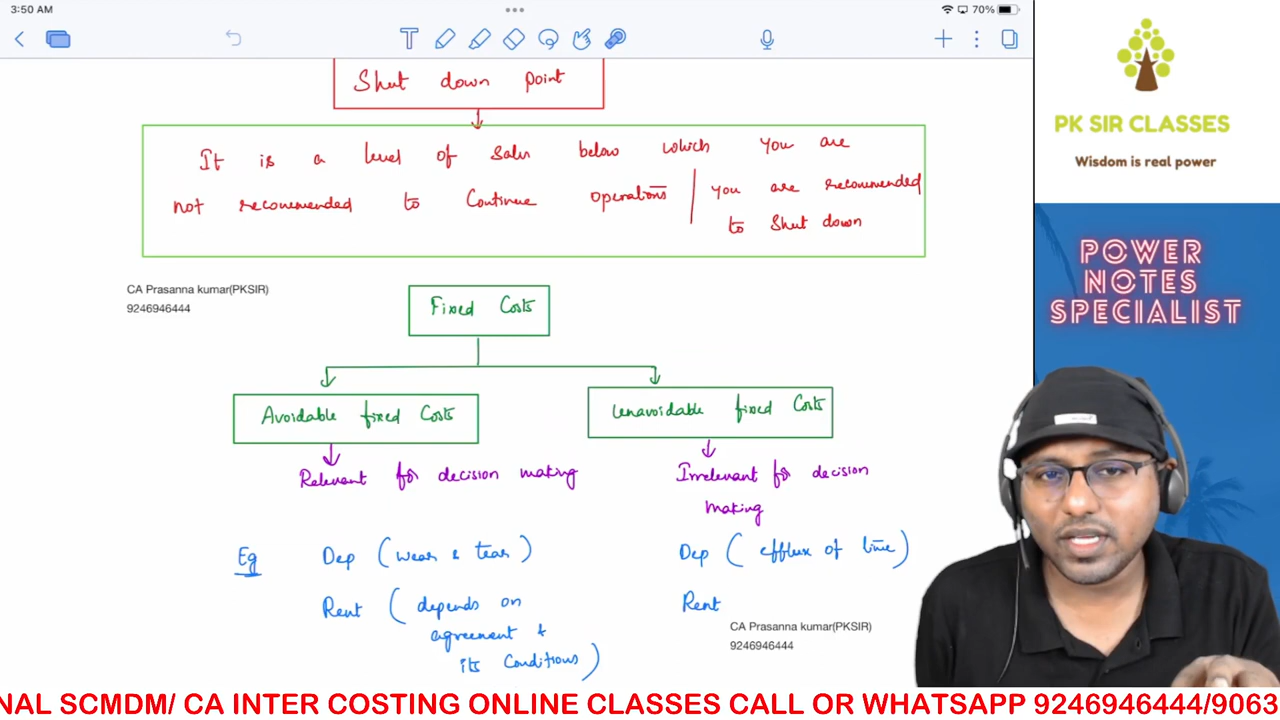 3:50 AM
70%
Shut down point
It is a level of Sales below which you are
not recommended to Continue operations / you are recommended
to Shut down
CA Prasanna kumar(PKSIR)
9246946444
Fixed Costs
Avoidable fixed Costs
Unavoidable fixed Costs
Relevant for decision making
Irrelevant for decision
making
Eg Dep (wear & tear)
Dep (efflux of time)
Rent (depends on
agreement &
its Conditions)
Rent
CA Prasanna kumar(PKSIR)
9246946444
PK SIR CLASSES
Wisdom is real power
POWER
NOTES
SPECIALIST
NAL SCMDM/ CA INTER COSTING ONLINE CLASSES CALL OR WHATSAPP 9246946444/9063